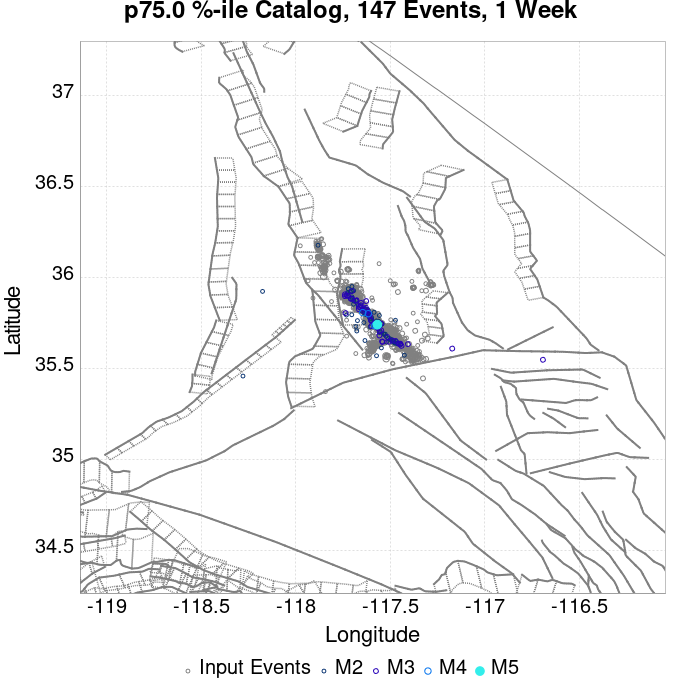 p75.0 %-ile Catalog, 147 Events, 1 Week
37
36.5
36
35.5
35
34.5
Latitude
-119
-118.5
-118
-117.5
-117
-116.5
Longitude
Input Events
M2
M3
M4
M5